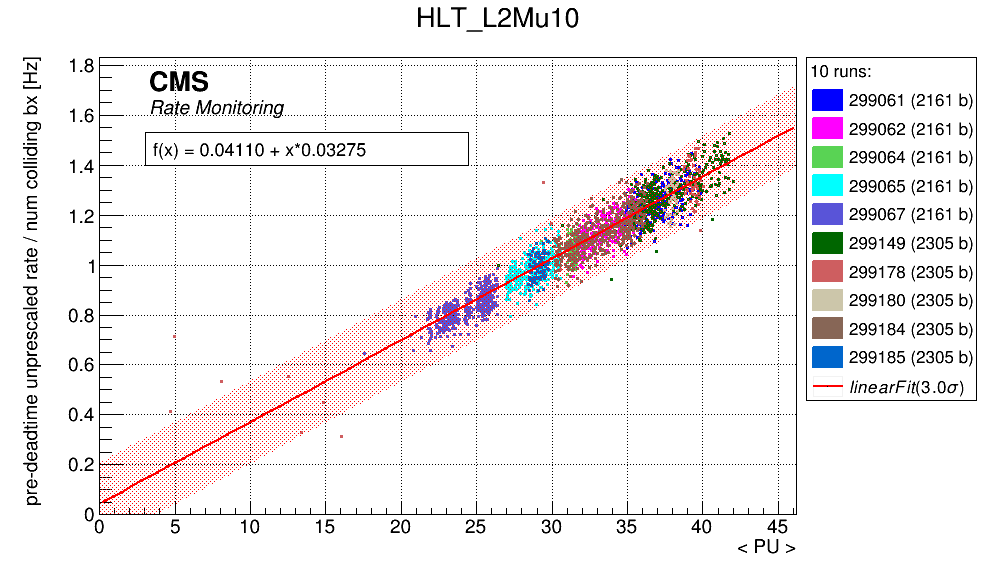 HLT_L2Mu10
pre-deadtime unprescaled rate / num colliding bx [Hz]
CMS
Rate Monitoring
f(x) = 0.04110 + x*0.03275
1.8
1.6
1.4
1.2
1
0.8
0.6
0.4
0.2
0
0 5 10 15 20 25 30 35 40 45
< PU >
10 runs:
299061 (2161 b)
299062 (2161 b)
299064 (2161 b)
299065 (2161 b)
299067 (2161 b)
299149 (2305 b)
299178 (2305 b)
299180 (2305 b)
299184 (2305 b)
299185 (2305 b)
linearFit(3.0σ)